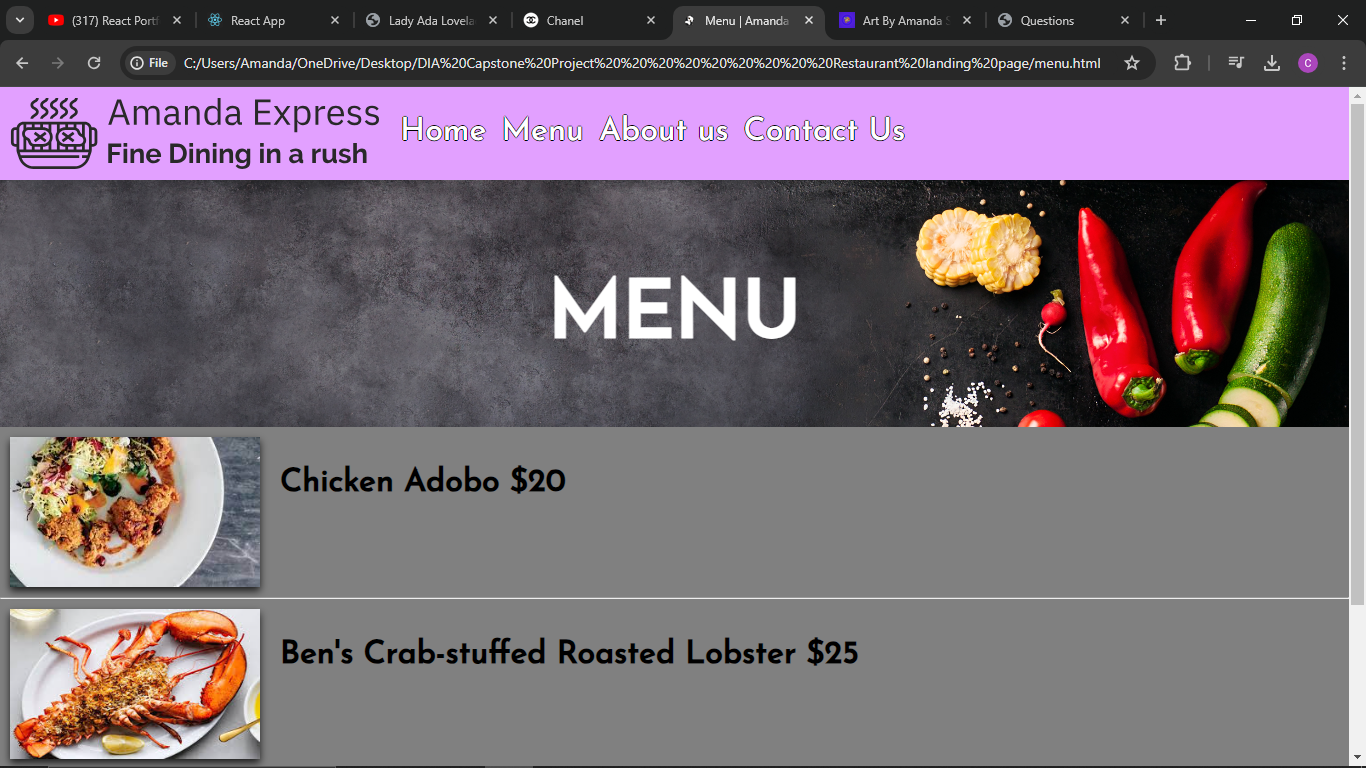 (317) React Portf
React App
Lady Ada Lovela
Chanel
Menu | Amanda
Art By Amanda S
Questions
File
C:/Users/Amanda/OneDrive/Desktop/DIA%20Capstone%20Project%20%20%20%20%20%20%20%20%20Restaurant%20landing%20page/menu.html
C
Amanda Express
Fine Dining in a rush
Home Menu About us Contact Us
MENU
Chicken Adobo $20
Ben's Crab-stuffed Roasted Lobster $25